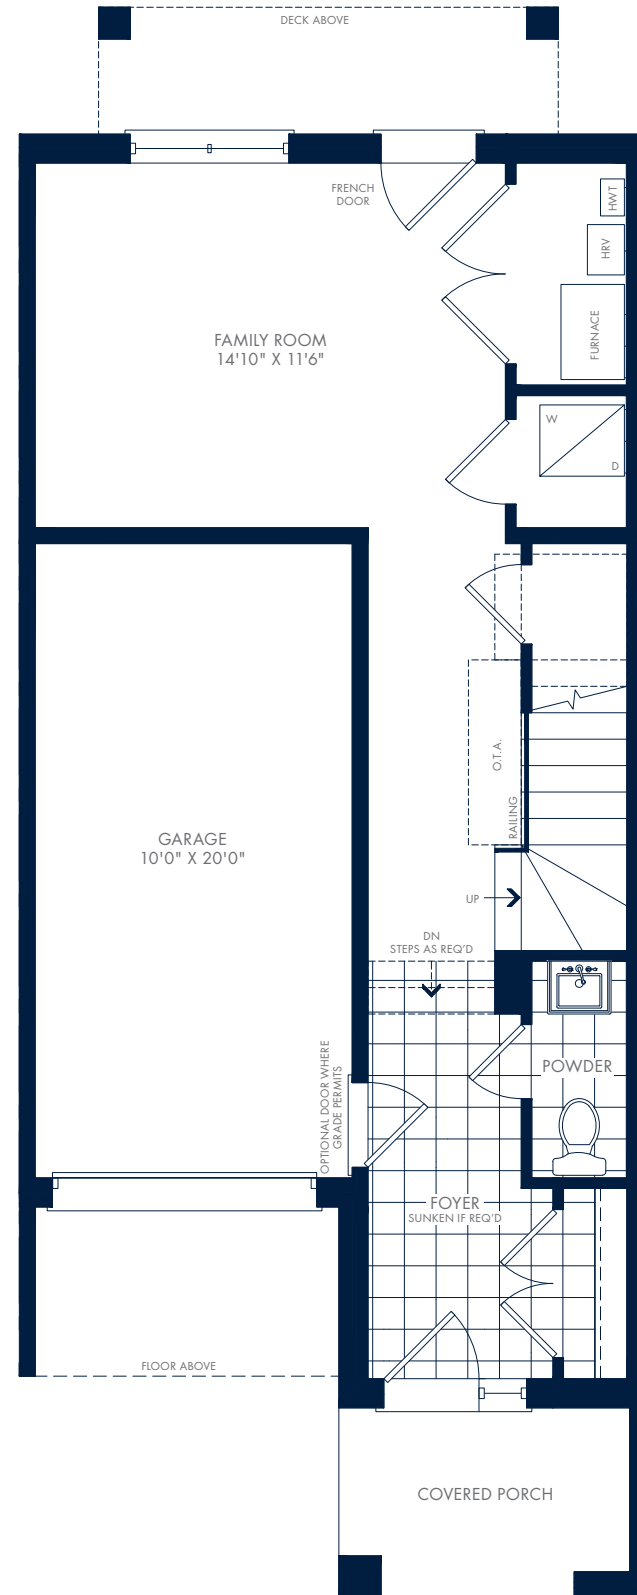 DECK ABOVE
FRENCH
DOOR
HWT
HRV
FURNACE
FAMILY ROOM
14'10" X 11'6"
W
D
O.T.A.
RAILING
GARAGE
10'0" X 20'0"
UP
DN
STEPS AS REQ'D
OPTIONAL DOOR WHERE
GRADE PERMITS
POWDER
FOYER
SUNKEN IF REQ'D
FLOOR ABOVE
COVERED PORCH